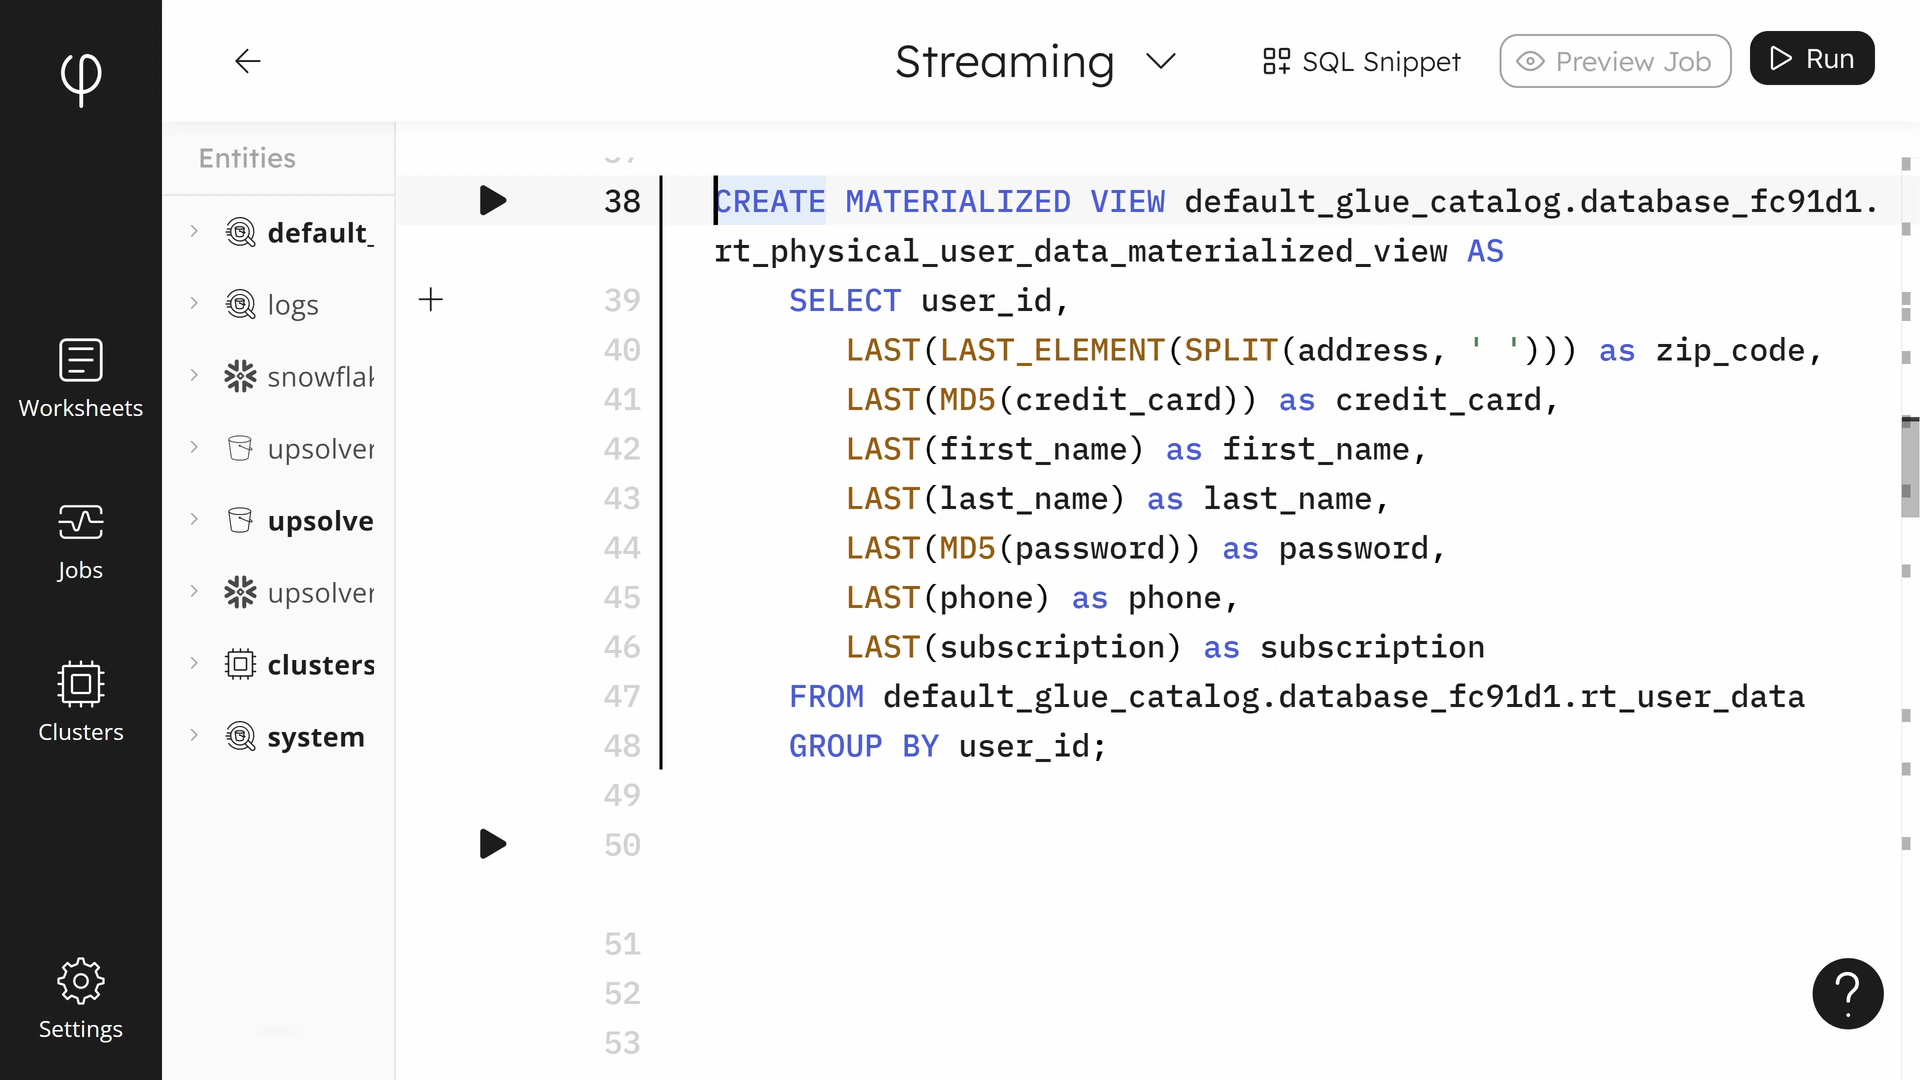 Streaming
SQL Snippet
Preview Job
Run
Entities
default_
logs
snowflak
upsolver
upsolve
upsolver
clusters
system
Worksheets
Jobs
Clusters
Settings
37
38 CREATE MATERIALIZED VIEW default_glue_catalog.database_fc91d1.
rt_physical_user_data_materialized_view AS
39 SELECT user_id,
40 LAST(LAST_ELEMENT(SPLIT(address, ' '))) as zip_code,
41 LAST(MD5(credit_card)) as credit_card,
42 LAST(first_name) as first_name,
43 LAST(last_name) as last_name,
44 LAST(MD5(password)) as password,
45 LAST(phone) as phone,
46 LAST(subscription) as subscription
47 FROM default_glue_catalog.database_fc91d1.rt_user_data
48 GROUP BY user_id;
49
50
51
52
53
?